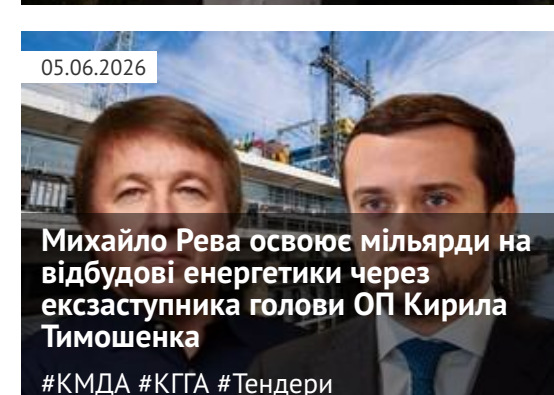 05.06.2026
Михайло Рева освоює мільярди на
відбудові енергетики через
ексзаступника голови ОП Кирила
Тимошенка
#КМДА #КГГА #Тендери